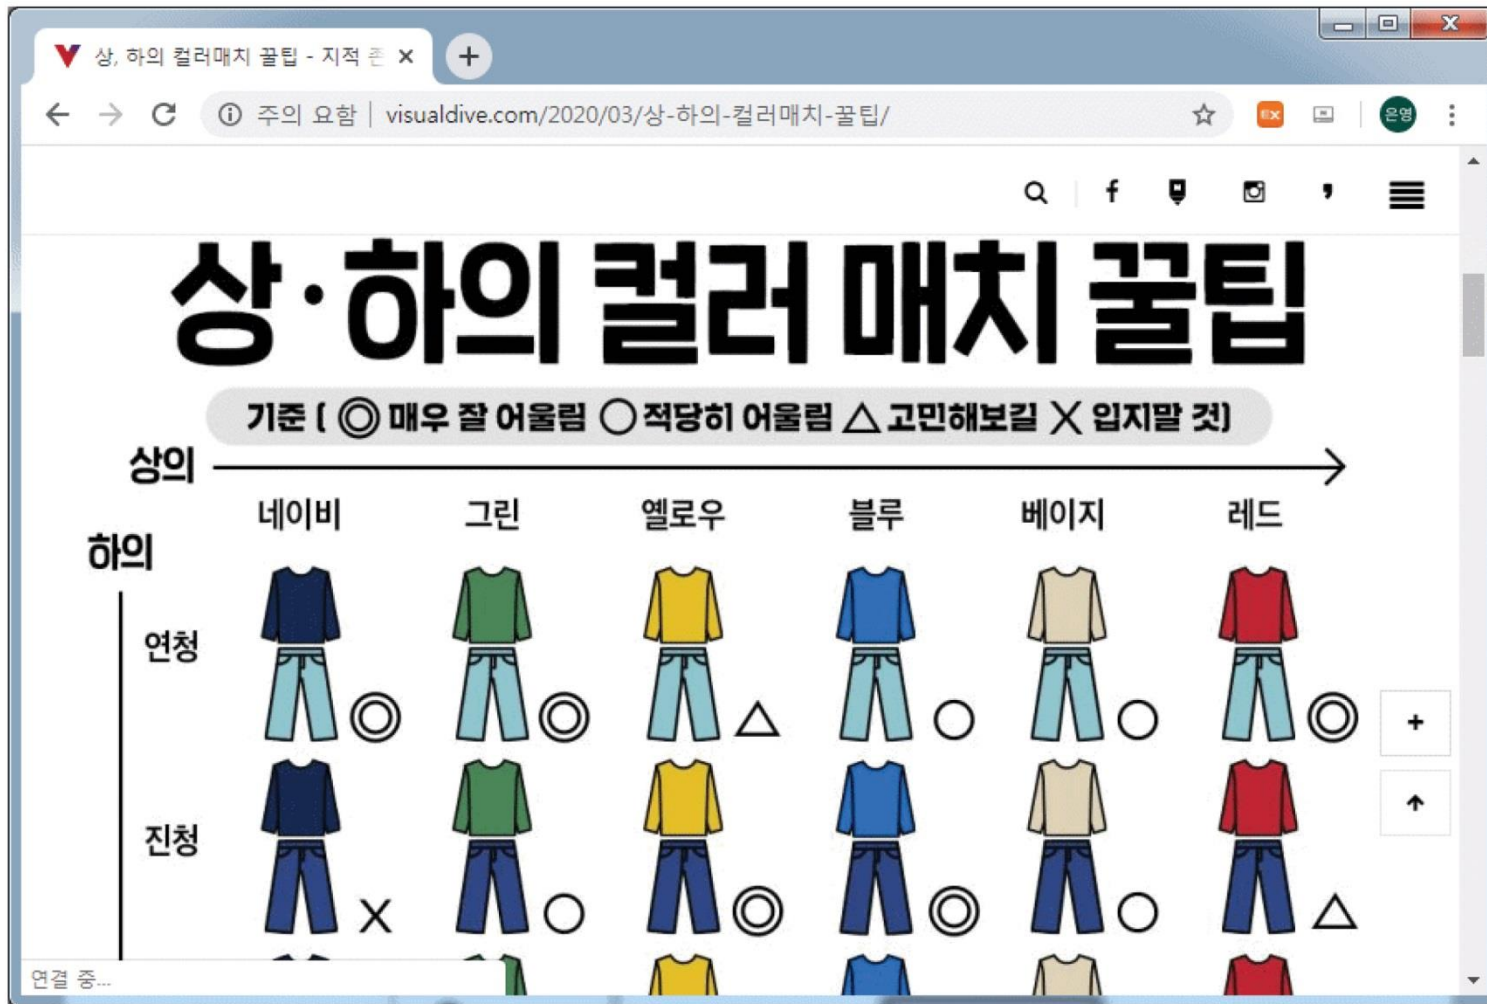 상, 하의 컬러매치 꿀팁 - 지적
주의 요함 | visualdive.com/2020/03/상-하의-컬러매치-꿀팁/
EX
은영
상·하의 컬러 매치 꿀팁
기준 ( ◎ 매우 잘 어울림 ○ 적당히 어울림 △ 고민해보길 X 입지말 것)
상의
네이비 그린 옐로우 블루 베이지 레드
하의
연청
◎ ◎ △ ○ ○ ◎
진청
X ○ ◎ ◎ ○ △
연결 중...